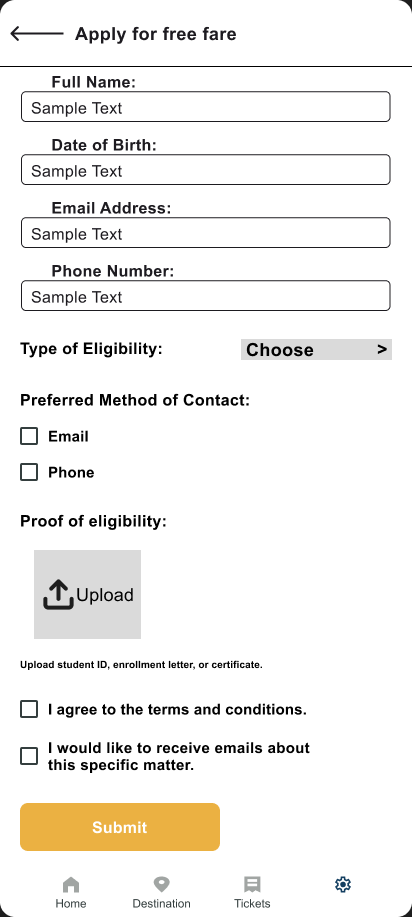 Apply for free fare
Full Name:
Sample Text
Date of Birth:
Sample Text
Email Address:
Sample Text
Phone Number:
Sample Text
Type of Eligibility:
Choose >
Preferred Method of Contact:
Email
Phone
Proof of eligibility:
Upload
Upload student ID, enrollment letter, or certificate.
I agree to the terms and conditions.
I would like to receive emails about
this specific matter.
Submit
Home Destination Tickets